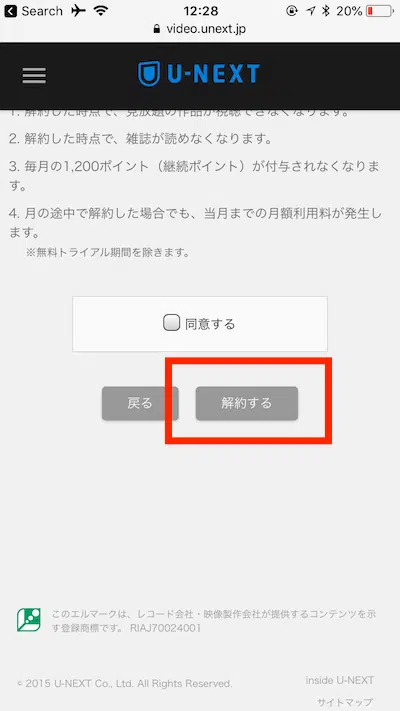 Search 12:28 20%
video.unext.jp
U-NEXT
1. 解約した時点で、見放題の作品が視聴できなくなります。
2. 解約した時点で、雑誌が読めなくなります。
3. 毎月の1,200ポイント（継続ポイント）が付与されなくなりま
す。
4. 月の途中で解約した場合でも、当月までの月額利用料が発生し
ます。
※無料トライアル期間を除きます。
同意する
戻る 解約する
このエルマークは、レコード会社・映像製作会社が提供するコンテンツを示
す登録商標です。 RIAJ70024001
© 2015 U-NEXT Co., Ltd. All Rights Reserved.
inside U-NEXT
サイトマップ